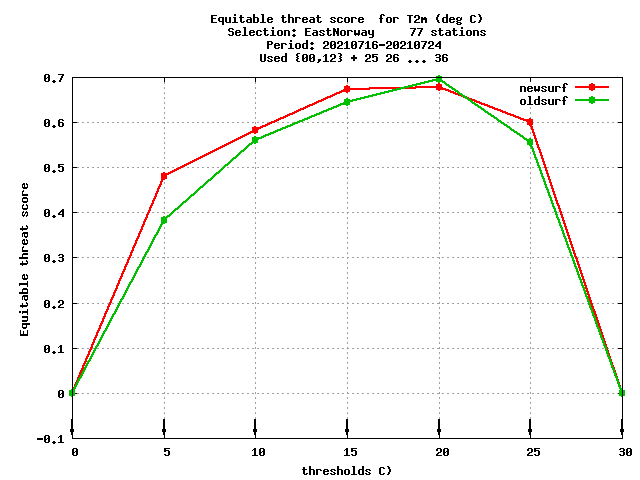 Equitable threat score  for T2m (deg C)
Selection: EastNorway     77 stations
Period: 20210716-20210724
Used {00,12} + 25 26 ... 36
newsurf
oldsurf
0.7
0.6
0.5
0.4
0.3
0.2
0.1
0
-0.1
Equitable threat score
0 5 10 15 20 25 30
thresholds C)